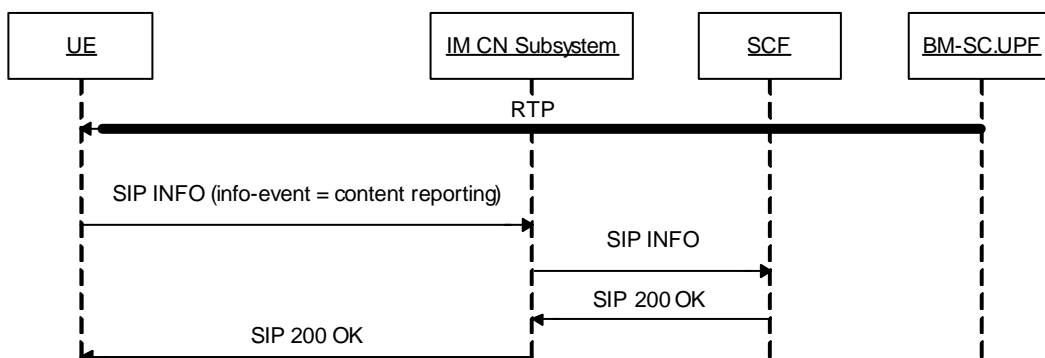 UE
IM CN Subsystem
SCF
BM-SC.UPF
RTP
SIP INFO (info-event = content reporting)
SIP INFO
SIP 200 OK
SIP 200 OK